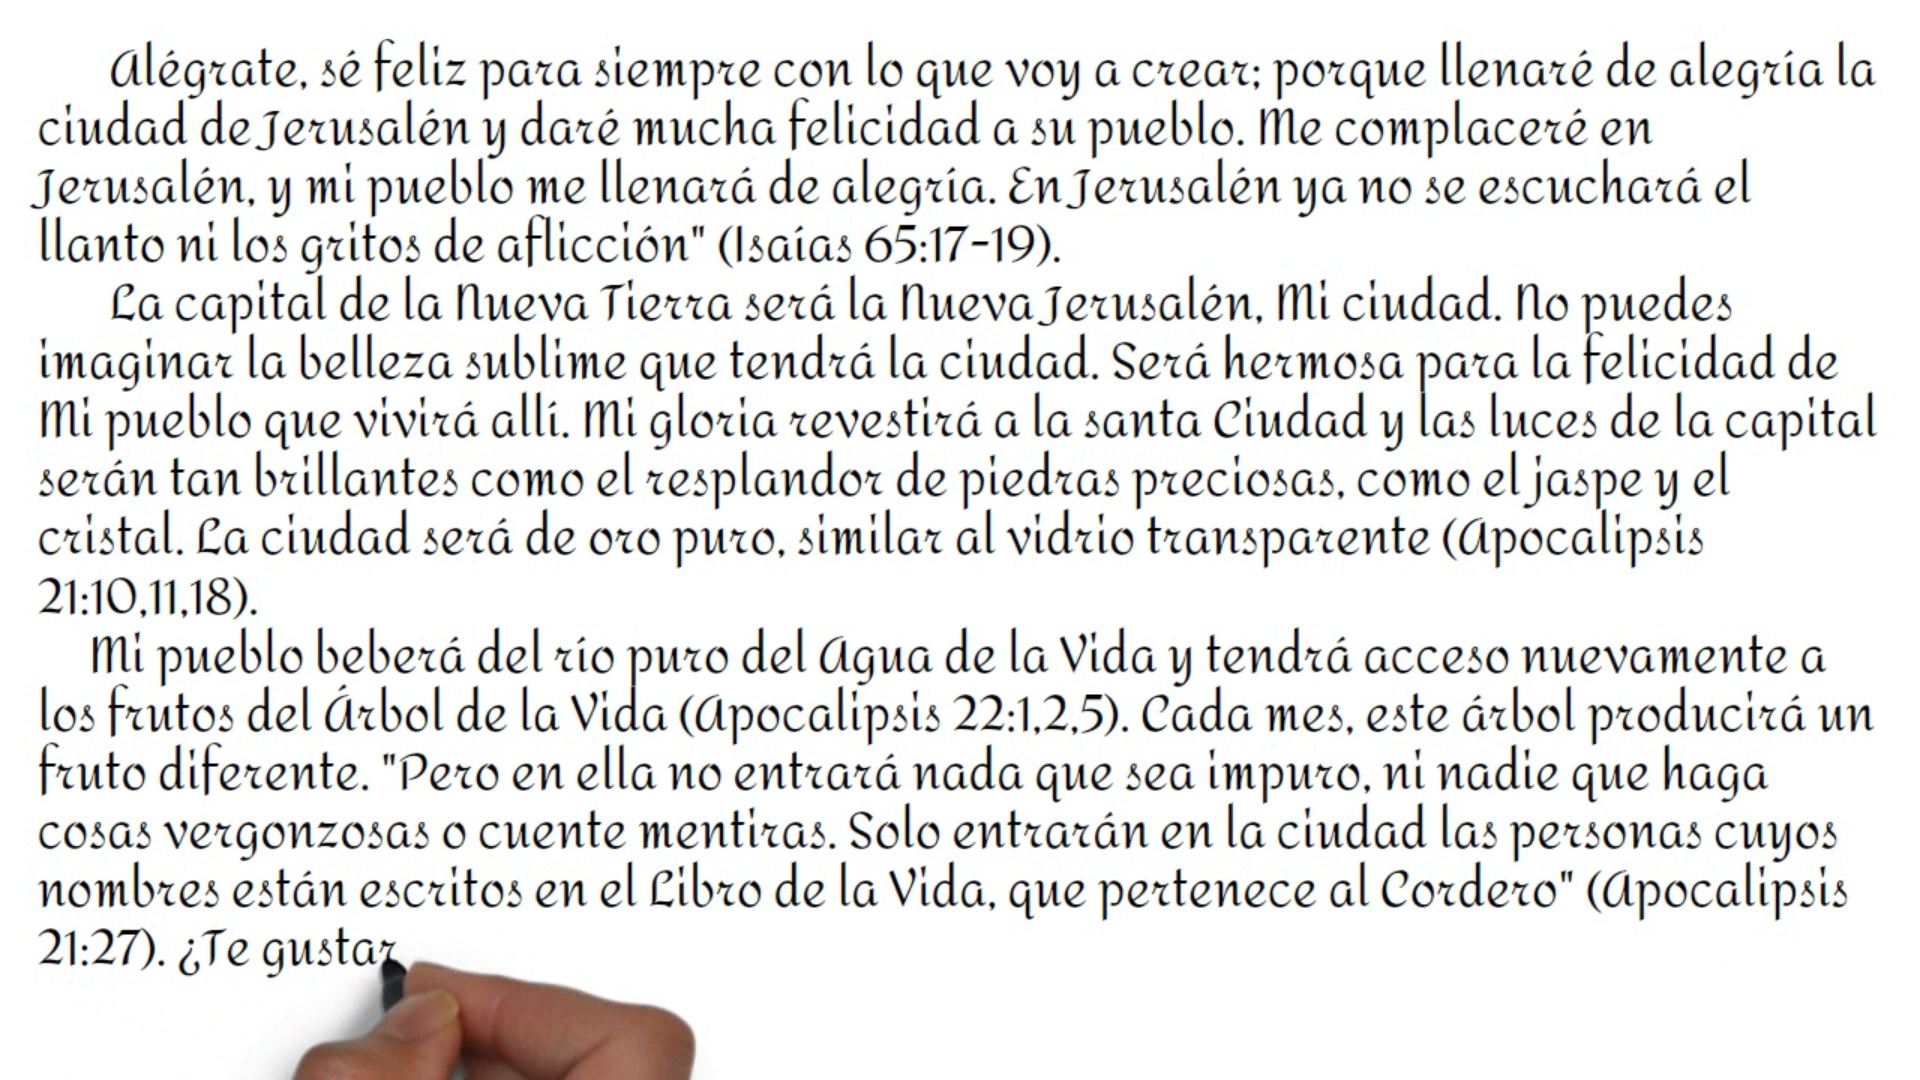 Alégrate, sé feliz para siempre con lo que voy a crear; porque llenaré de alegría la
ciudad de Jerusalén y daré mucha felicidad a su pueblo. Me complaceré en
Jerusalén, y mi pueblo me llenará de alegría. En Jerusalén ya no se escuchará el
llanto ni los gritos de aflicción" (Isaías 65:17-19).
La capital de la Nueva Tierra será la Nueva Jerusalén, Mi ciudad. No puedes
imaginar la belleza sublime que tendrá la ciudad. Será hermosa para la felicidad de
Mi pueblo que vivirá allí. Mi gloria revestirá a la santa Ciudad y las luces de la capital
serán tan brillantes como el resplandor de piedras preciosas, como el jaspe y el
cristal. La ciudad será de oro puro, similar al vidrio transparente (Apocalipsis
21:10,11,18).
Mi pueblo beberá del río puro del Agua de la Vida y tendrá acceso nuevamente a
los frutos del Árbol de la Vida (Apocalipsis 22:1,2,5). Cada mes, este árbol producirá un
fruto diferente. "Pero en ella no entrará nada que sea impuro, ni nadie que haga
cosas vergonzosas o cuente mentiras. Solo entrarán en la ciudad las personas cuyos
nombres están escritos en el Libro de la Vida, que pertenece al Cordero" (Apocalipsis
21:27). ¿Te gustar